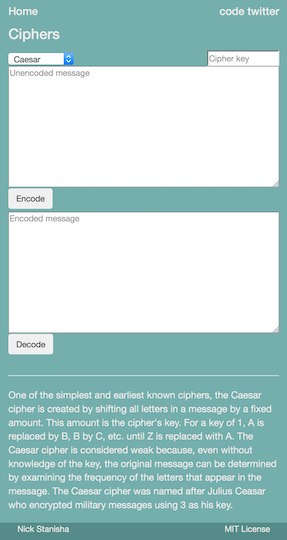 Home code twitter
Ciphers
Caesar Cipher key
Unencoded message
Encode
Encoded message
Decode
One of the simplest and earliest known ciphers, the Caesar
cipher is created by shifting all letters in a message by a fixed
amount. This amount is the cipher's key. For a key of 1, A is
replaced by B, B by C, etc. until Z is replaced with A. The
Caesar cipher is considered weak because, even without
knowledge of the key, the original message can be determined
by examining the frequency of the letters that appear in the
message. The Caesar cipher was named after Julius Ceasar
who encrypted military messages using 3 as his key.
Nick Stanisha MIT License